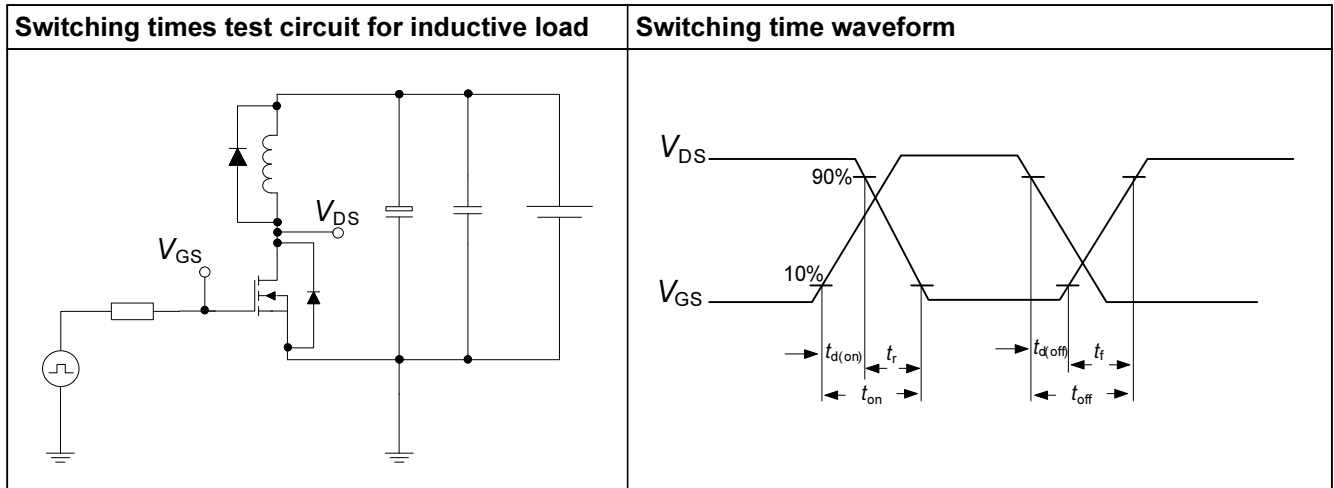 Switching times test circuit for inductive load
Switching time waveform
VDS
VGS
VDS
90%
10%
VGS
td(on)
tr
ton
td(off)
tf
toff